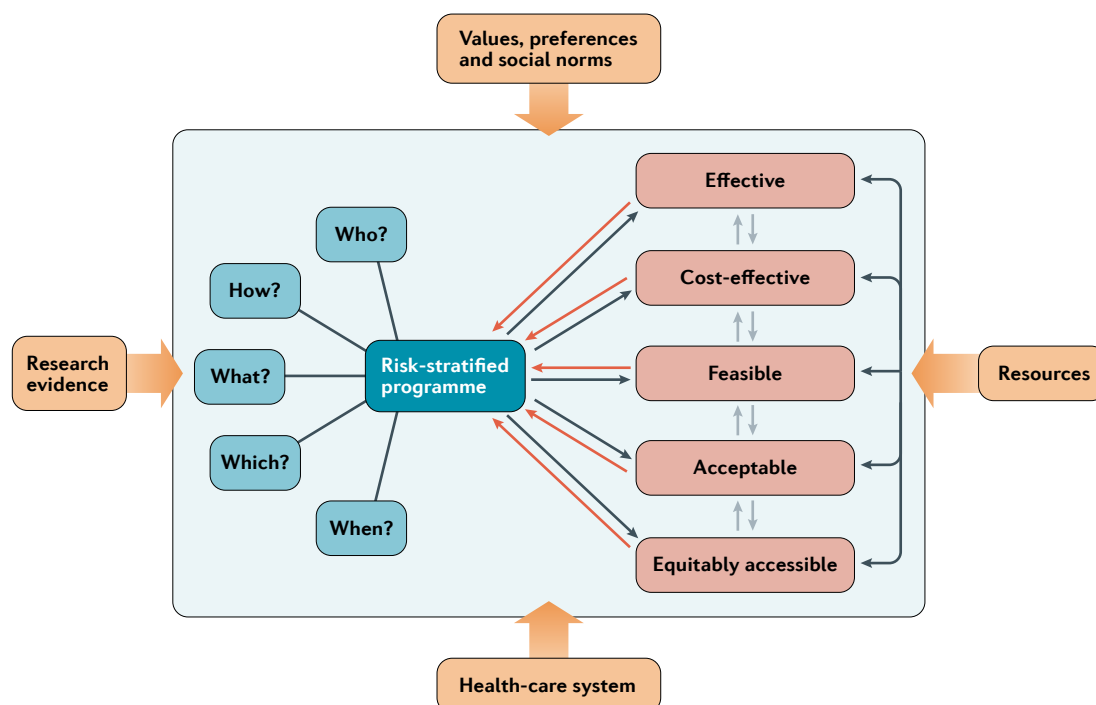 Values, preferences
and social norms
Effective
Who?
Cost-effective
How?
Research
evidence
What?
Risk-stratified
programme
Feasible
Resources
Which?
Acceptable
When?
Equitably accessible
Health-care system